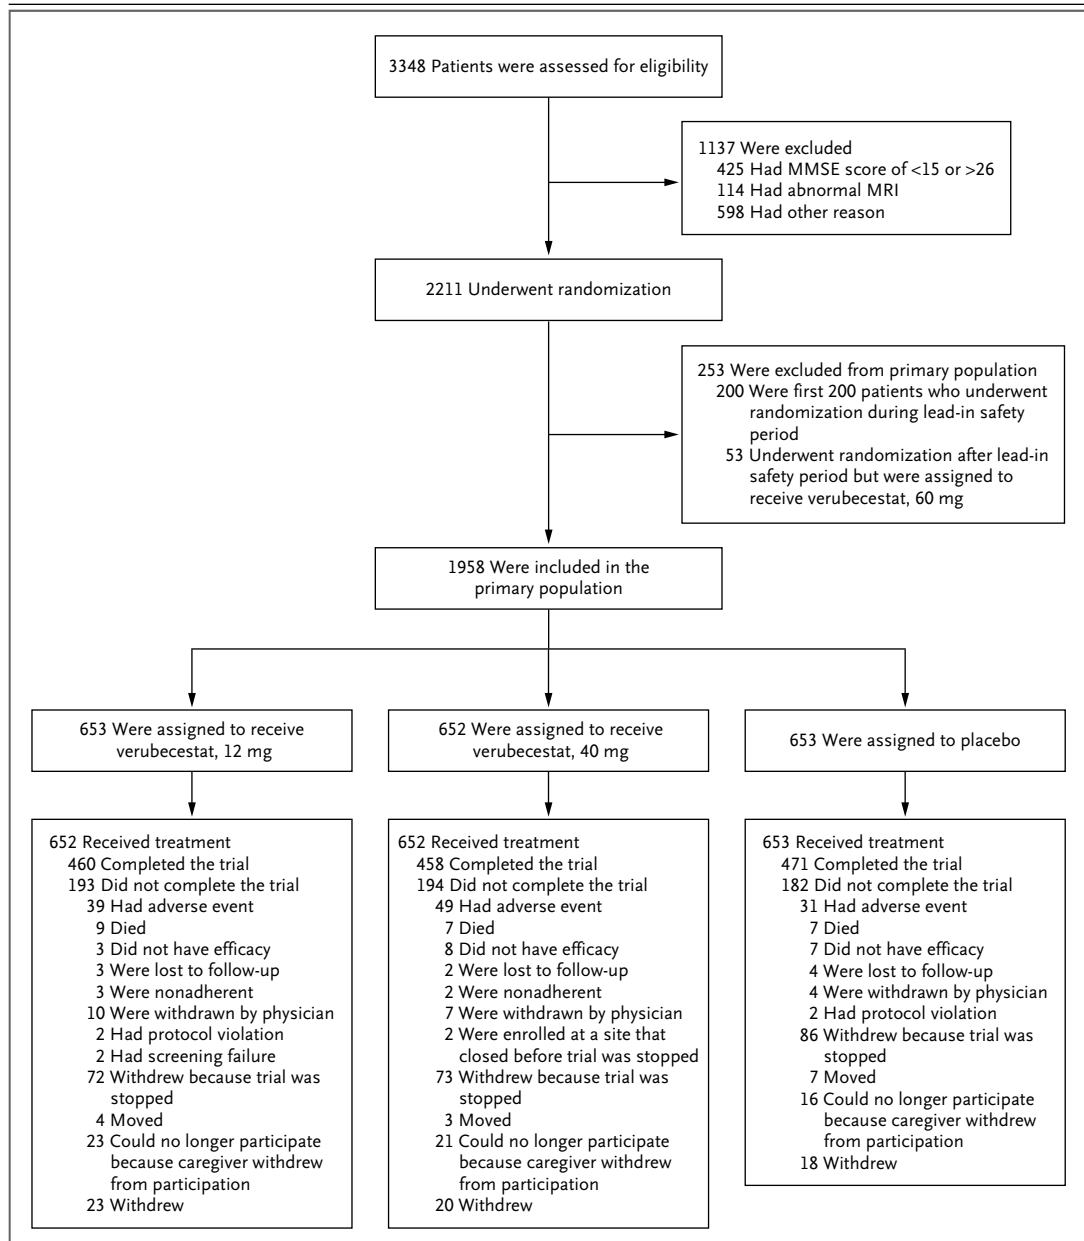 3348 Patients were assessed for eligibility
1137 Were excluded
425 Had MMSE score of <15 or >26
114 Had abnormal MRI
598 Had other reason
2211 Underwent randomization
253 Were excluded from primary population
200 Were first 200 patients who underwent
randomization during lead-in safety
period
53 Underwent randomization after lead-in
safety period but were assigned to
receive verubecestat, 60 mg
1958 Were included in the
primary population
653 Were assigned to receive
verubecestat, 12 mg
652 Were assigned to receive
verubecestat, 40 mg
653 Were assigned to placebo
652 Received treatment
460 Completed the trial
193 Did not complete the trial
39 Had adverse event
9 Died
3 Did not have efficacy
3 Were lost to follow-up
3 Were nonadherent
10 Were withdrawn by physician
2 Had protocol violation
2 Had screening failure
72 Withdrew because trial was
stopped
4 Moved
23 Could no longer participate
because caregiver withdrew
from participation
23 Withdrew
652 Received treatment
458 Completed the trial
194 Did not complete the trial
49 Had adverse event
7 Died
8 Did not have efficacy
2 Were lost to follow-up
2 Were nonadherent
7 Were withdrawn by physician
2 Were enrolled at a site that
closed before trial was stopped
73 Withdrew because trial was
stopped
3 Moved
21 Could no longer participate
because caregiver withdrew
from participation
20 Withdrew
653 Received treatment
471 Completed the trial
182 Did not complete the trial
31 Had adverse event
7 Died
7 Did not have efficacy
4 Were lost to follow-up
4 Were withdrawn by physician
2 Had protocol violation
86 Withdrew because trial was
stopped
7 Moved
16 Could no longer participate
because caregiver withdrew
from participation
18 Withdrew